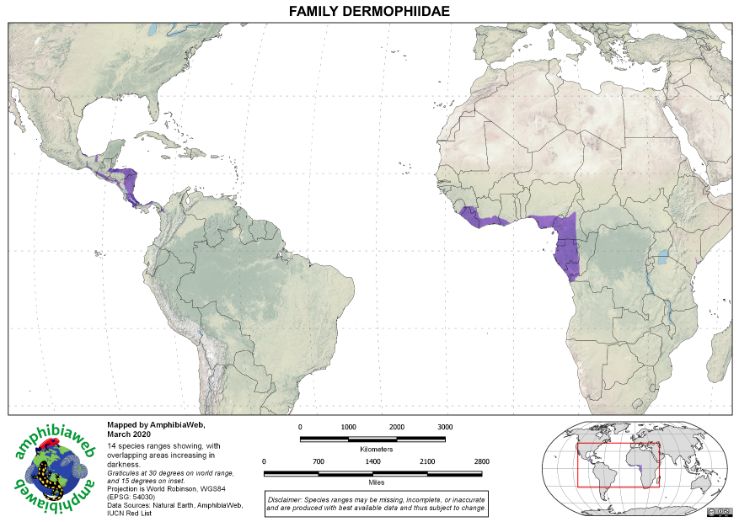 FAMILY DERMOPHIIDAE
amphibiaweb
amphibiaweb
Mapped by AmphibiaWeb,
March 2020
14 species ranges showing, with
overlapping areas increasing in
darkness.
Graticules at 30 degrees on world range,
and 15 degrees on inset.
Projection is World Robinson, WGS84
(EPSG: 54030)
Data Sources: Natural Earth, AmphibiaWeb,
IUCN Red List
0 1000 2000 3000
Kilometers
0 700 1400 2100 2800
Miles
Disclaimer: Species ranges may be missing, incomplete, or inaccurate
and are produced with best available data and thus subject to change.